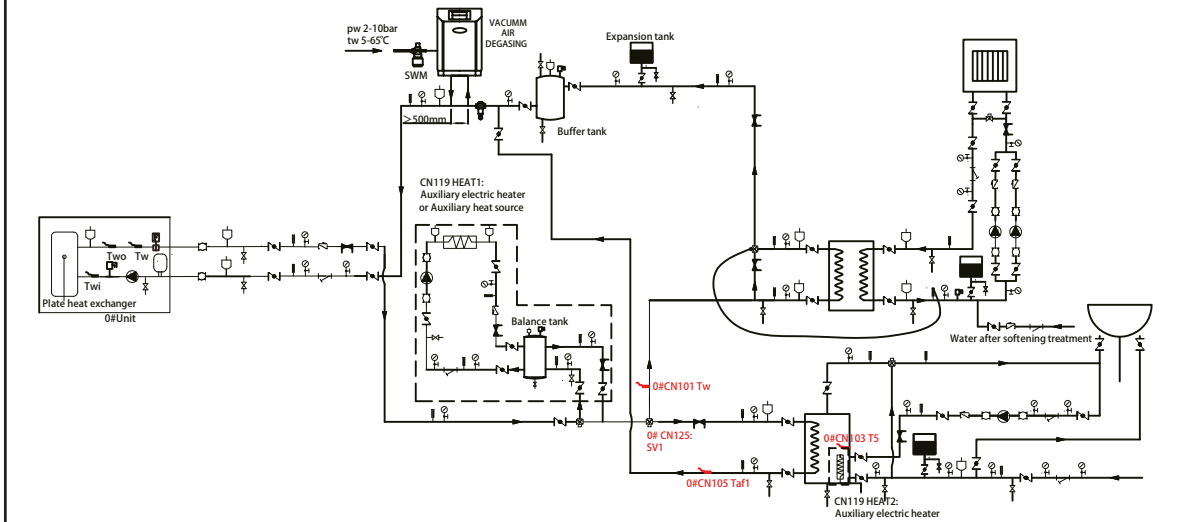 pw 2-10bar
tw 5-65℃
SWM
VACUMM
AIR
DEGASING
Expansion tank
>500mm
Buffer tank
CN119 HEAT1:
Auxiliary electric heater
or Auxiliary heat source
Two
Tw
Twi
Plate heat exchanger
0#Unit
Balance tank
Water after softening treatment
0#CN101 Tw
0# CN125:
SV1
0#CN103 T5
0#CN105 Taf1
CN119 HEAT2:
Auxiliary electric heater